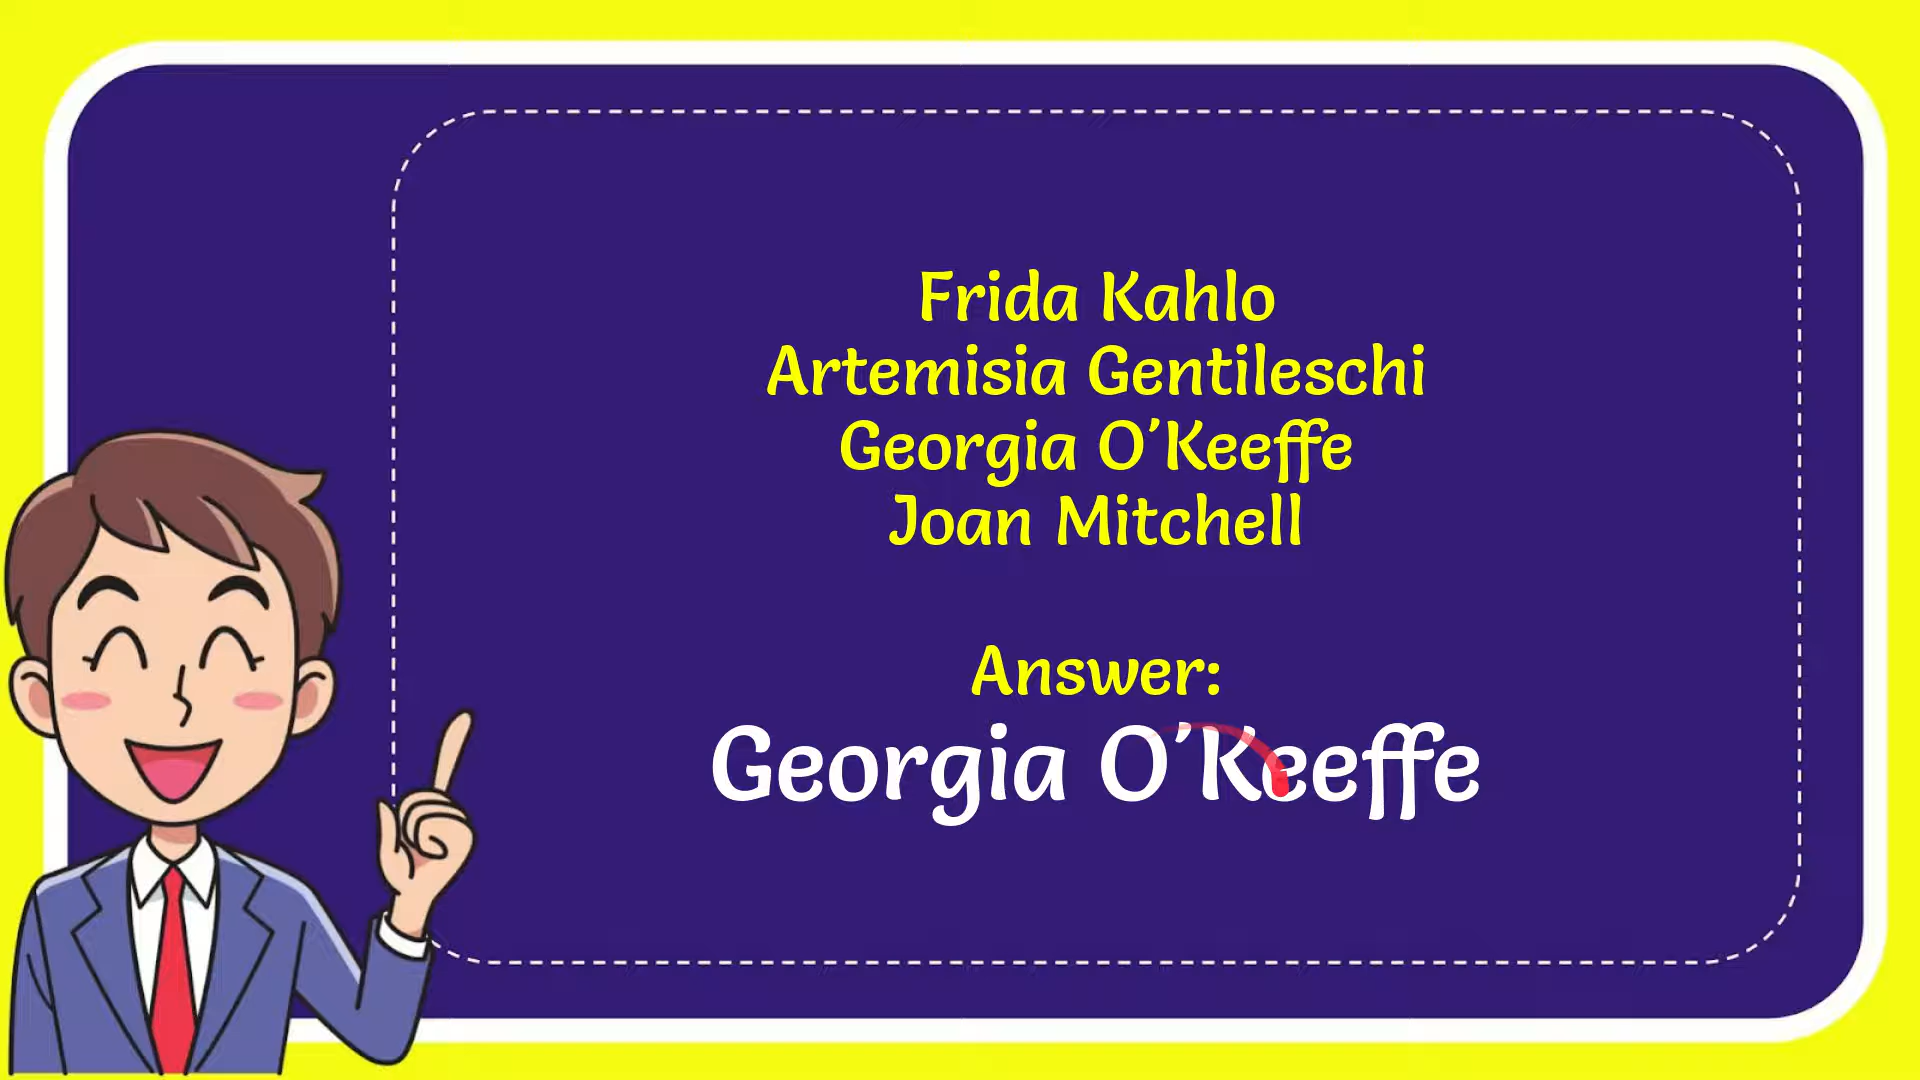 Frida Kahlo
Artemisia Gentileschi
Georgia O'Keeffe
Joan Mitchell
Answer:
Georgia O'Keeffe